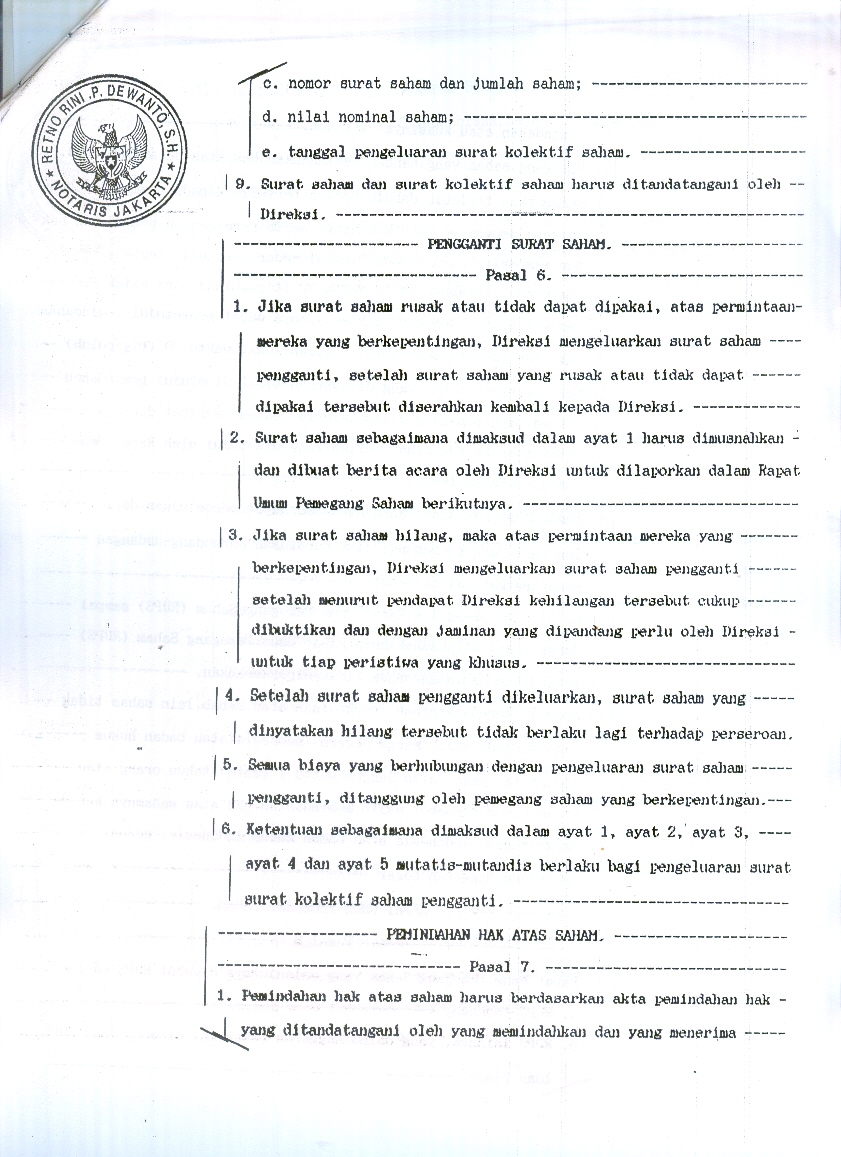 RETNO RINI .P. DEWANTO, S.H.
★ NOTARIS JAKARTA ★
c. nomor surat saham dan jumlah saham; --------------------------
d. nilai nominal saham; -----------------------------------------
e. tanggal pengeluaran surat kolektif saham. --------------------
9. Surat saham dan surat kolektif saham harus ditandatangani oleh --
Direksi. --------------------------------------------------------
---------------------- PENGGANTI SURAT SAHAM. ----------------------
----------------------------- Pasal 6. -----------------------------
1. Jika surat saham rusak atau tidak dapat dipakai, atas permintaan-
mereka yang berkepentingan, Direksi mengeluarkan surat saham ----
pengganti, setelah surat saham yang rusak atau tidak dapat ------
dipakai tersebut diserahkan kembali kepada Direksi. -------------
2. Surat saham sebagaimana dimaksud dalam ayat 1 harus dimusnahkan -
dan dibuat berita acara oleh Direksi untuk dilaporkan dalam Rapat
Umum Pemegang Saham berikutnya. ---------------------------------
3. Jika surat saham hilang, maka atas permintaan mereka yang -------
berkepentingan, Direksi mengeluarkan surat saham pengganti ------
setelah menurut pendapat Direksi kehilangan tersebut cukup ------
dibuktikan dan dengan jaminan yang dipandang perlu oleh Direksi -
untuk tiap peristiwa yang khusus. -------------------------------
4. Setelah surat saham pengganti dikeluarkan, surat saham yang -----
dinyatakan hilang tersebut tidak berlaku lagi terhadap perseroan.
5. Semua biaya yang berhubungan dengan pengeluaran surat saham -----
pengganti, ditanggung oleh pemegang saham yang berkepentingan.---
6. Ketentuan sebagaimana dimaksud dalam ayat 1, ayat 2, ayat 3, ----
ayat 4 dan ayat 5 mutatis-mutandis berlaku bagi pengeluaran surat
surat kolektif saham pengganti. ---------------------------------
------------------- PEMINDAHAN HAK ATAS SAHAM. ---------------------
----------------------------- Pasal 7. -----------------------------
1. Pemindahan hak atas saham harus berdasarkan akta pemindahan hak -
yang ditandatangani oleh yang memindahkan dan yang menerima -----